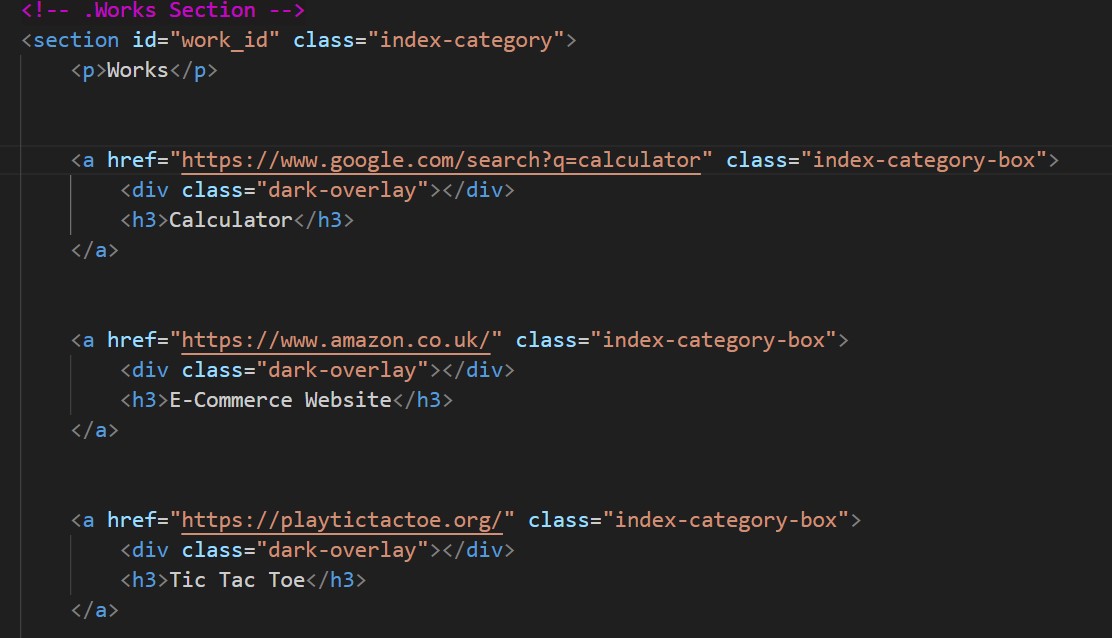 <!-- .Works Section -->
<section id="work_id" class="index-category">
<p>Works</p>
<a href="https://www.google.com/search?q=calculator" class="index-category-box">
<div class="dark-overlay"></div>
<h3>Calculator</h3>
</a>
<a href="https://www.amazon.co.uk/" class="index-category-box">
<div class="dark-overlay"></div>
<h3>E-Commerce Website</h3>
</a>
<a href="https://playtictactoe.org/" class="index-category-box">
<div class="dark-overlay"></div>
<h3>Tic Tac Toe</h3>
</a>